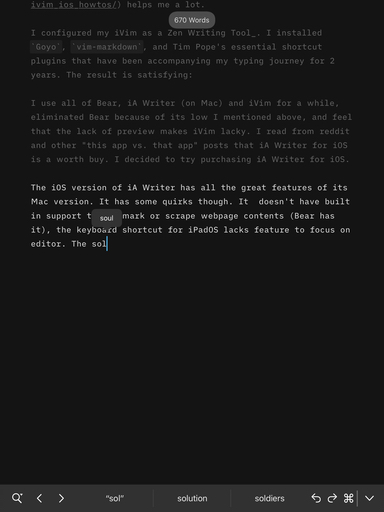 ivim ios howtos/) helps me a lot.
670 Words
I configured my iVim as a Zen Writing Tool_. I installed
`Goyo`, `vim-markdown`, and Tim Pope's essential shortcut
plugins that have been accompanying my typing journey for 2
years. The result is satisfying:
I use all of Bear, iA Writer (on Mac) and iVim for a while,
eliminated Bear because of its low I mentioned above, and feel
that the lack of preview makes iVim lacky. I read from reddit
and other "this app vs. that app" posts that iA Writer for iOS
is a worth buy. I decided to try purchasing iA Writer for iOS.
The iOS version of iA Writer has all the great features of its
Mac version. It has some quirks though. It  doesn't have built
in support t mark or scrape webpage contents (Bear has
soul
it), the keyboard shortcut for iPadOS lacks feature to focus on
editor. The sol
“sol”
solution
soldiers